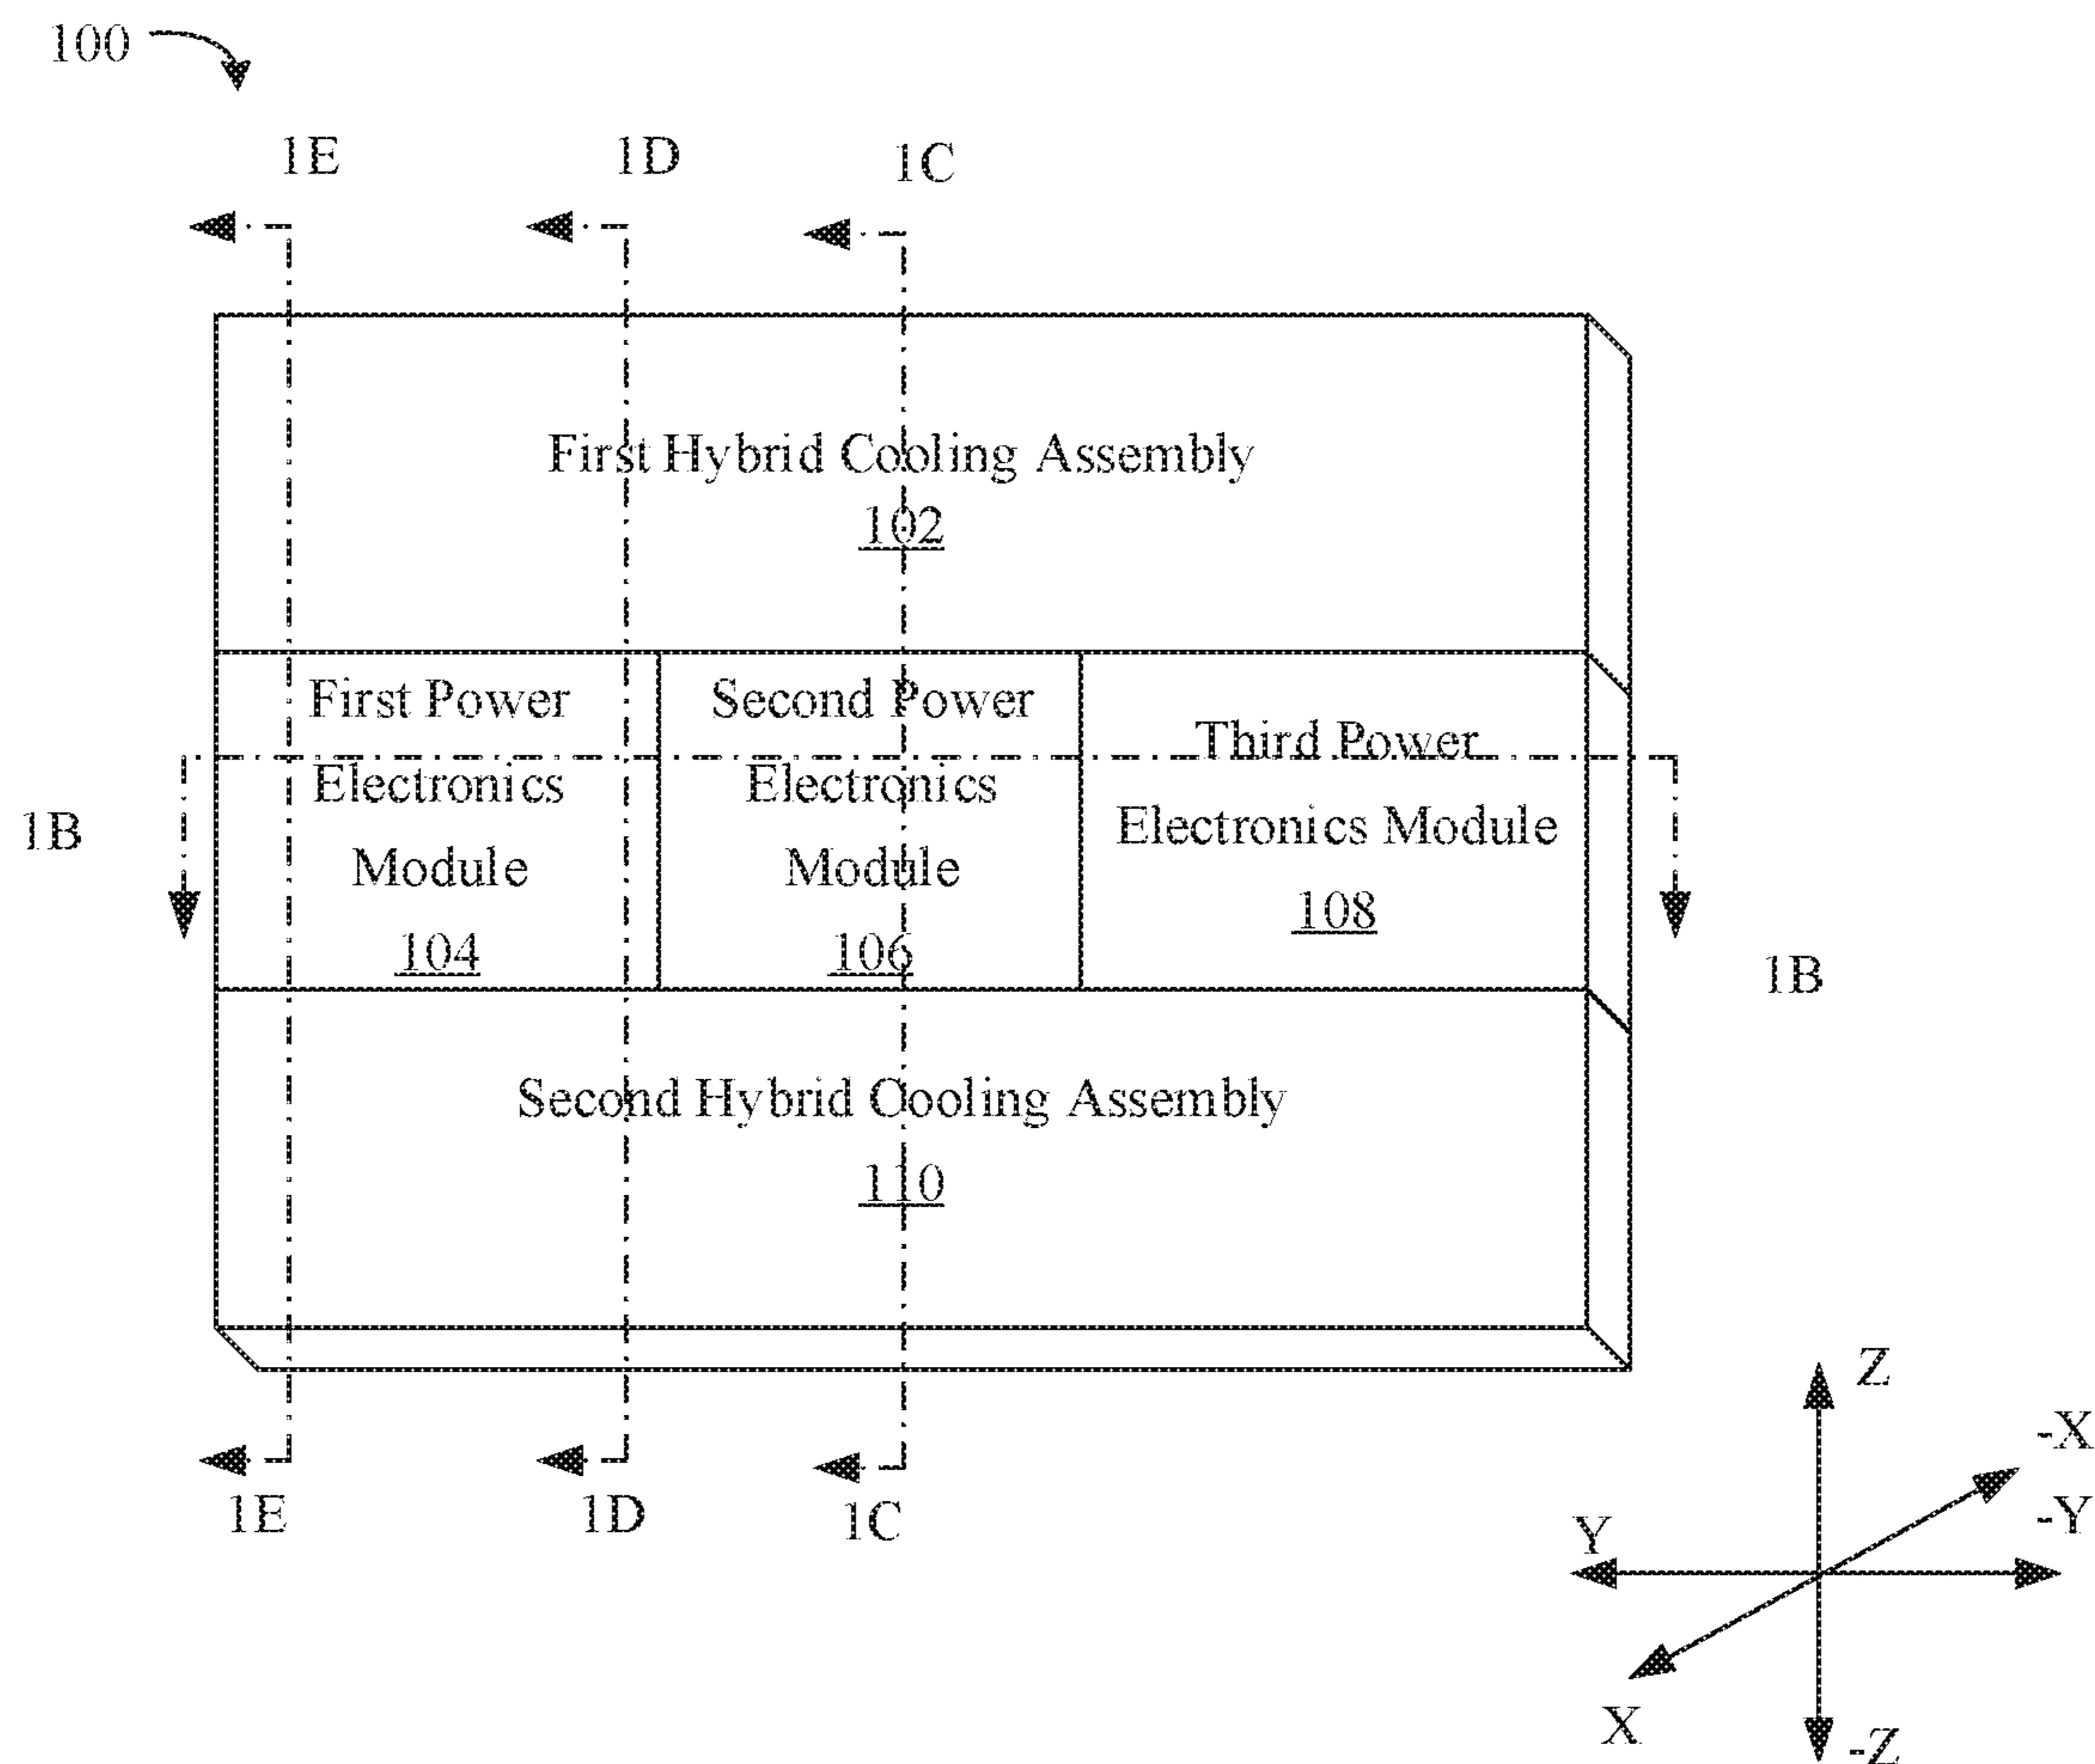 100
1E
1D
1C
First Hybrid Cooling Assembly
102
First Power
Electronics
Module
104
Second Power
Electronics
Module
106
Third Power
Electronics Module
108
1B
1B
Second Hybrid Cooling Assembly
110
1E
1D
1C
Z
-X
-Y
Y
X
-Z